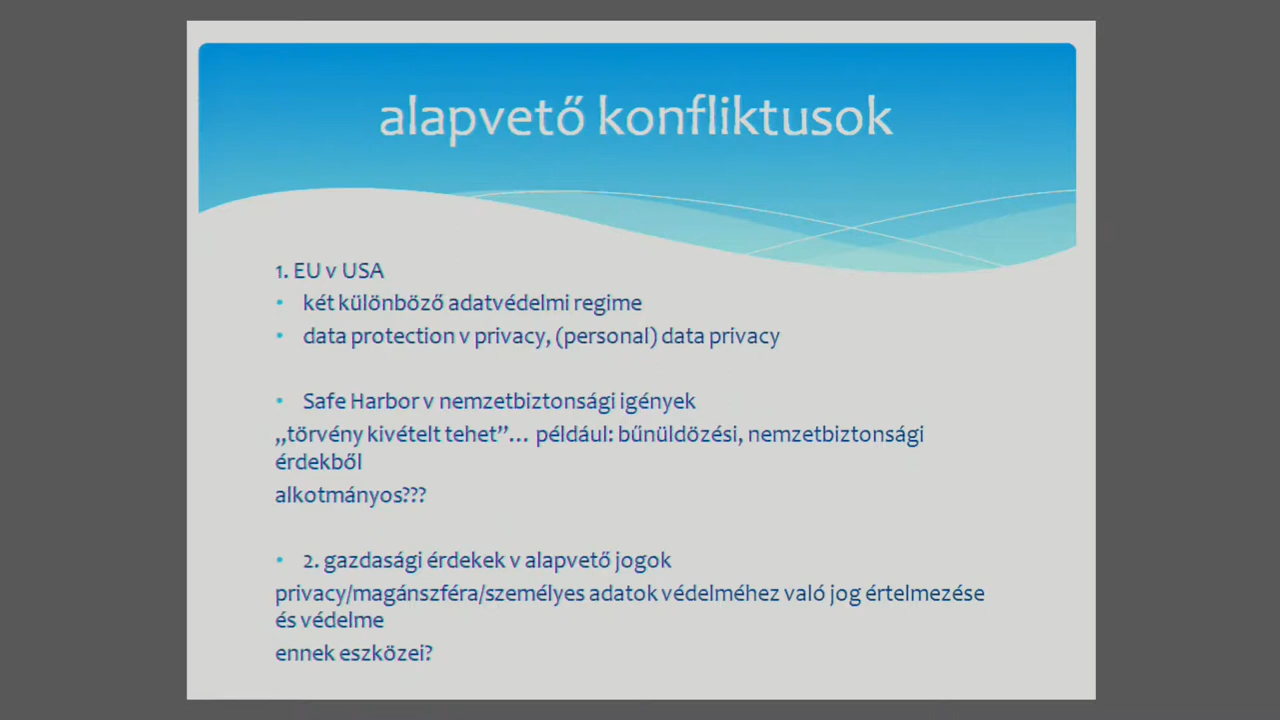 alapvető konfliktusok
1. EU v USA
• két különböző adatvédelmi regime
• data protection v privacy, (personal) data privacy
• Safe Harbor v nemzetbiztonsági igények
„törvény kivételt tehet”… például: bűnüldözési, nemzetbiztonsági
érdekből
alkotmányos???
• 2. gazdasági érdekek v alapvető jogok
privacy/magánszféra/személyes adatok védelméhez való jog értelmezése
és védelme
ennek eszközei?